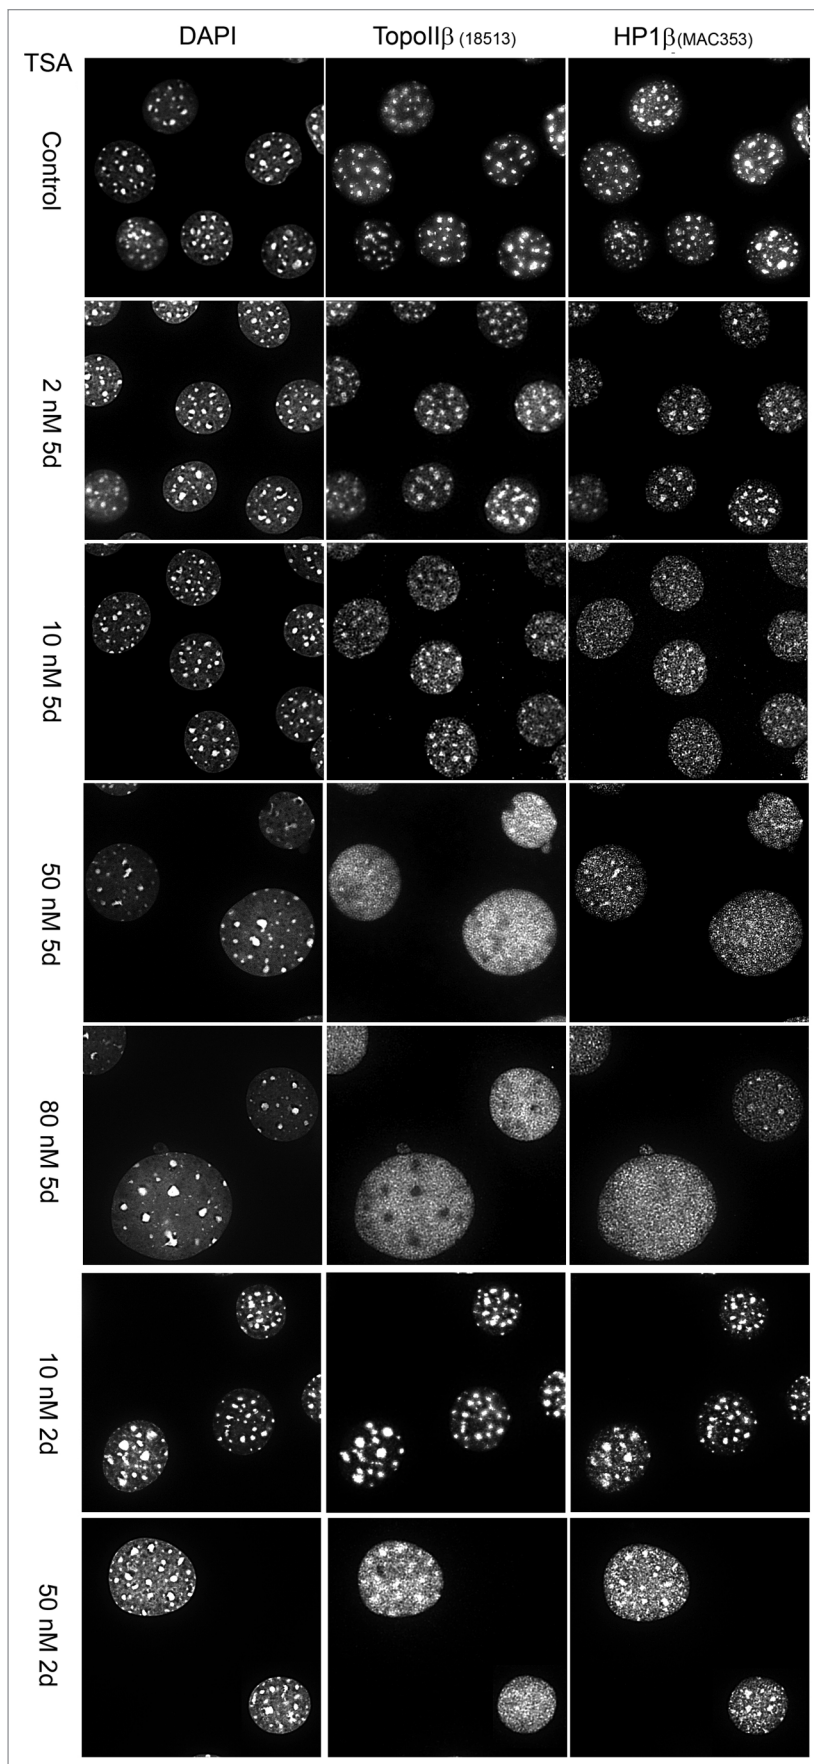 DAPI TopoIIβ (18513) HP1β(MAC353)
TSA
Control
2 nM 5d
10 nM 5d
50 nM 5d
80 nM 5d
10 nM 2d
50 nM 2d